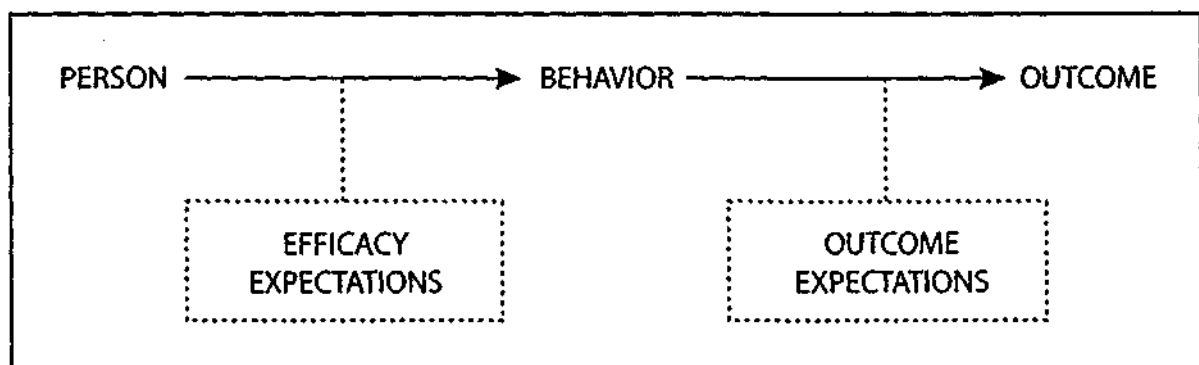 PERSON BEHAVIOR OUTCOME
EFFICACY
EXPECTATIONS
OUTCOME
EXPECTATIONS